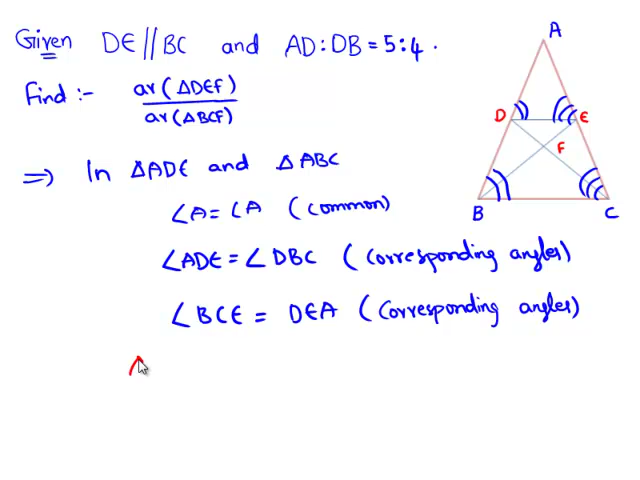 Given DE//BC and AD:DB = 5:4.
Find :- ar(ΔDEF)
ar(ΔBCF)
⇒ In ΔADE and ΔABC
∠A = ∠A (common)
∠ADE = ∠DBC (corresponding angles)
∠BCE = DEA (corresponding angles)
A
D E
F
B C